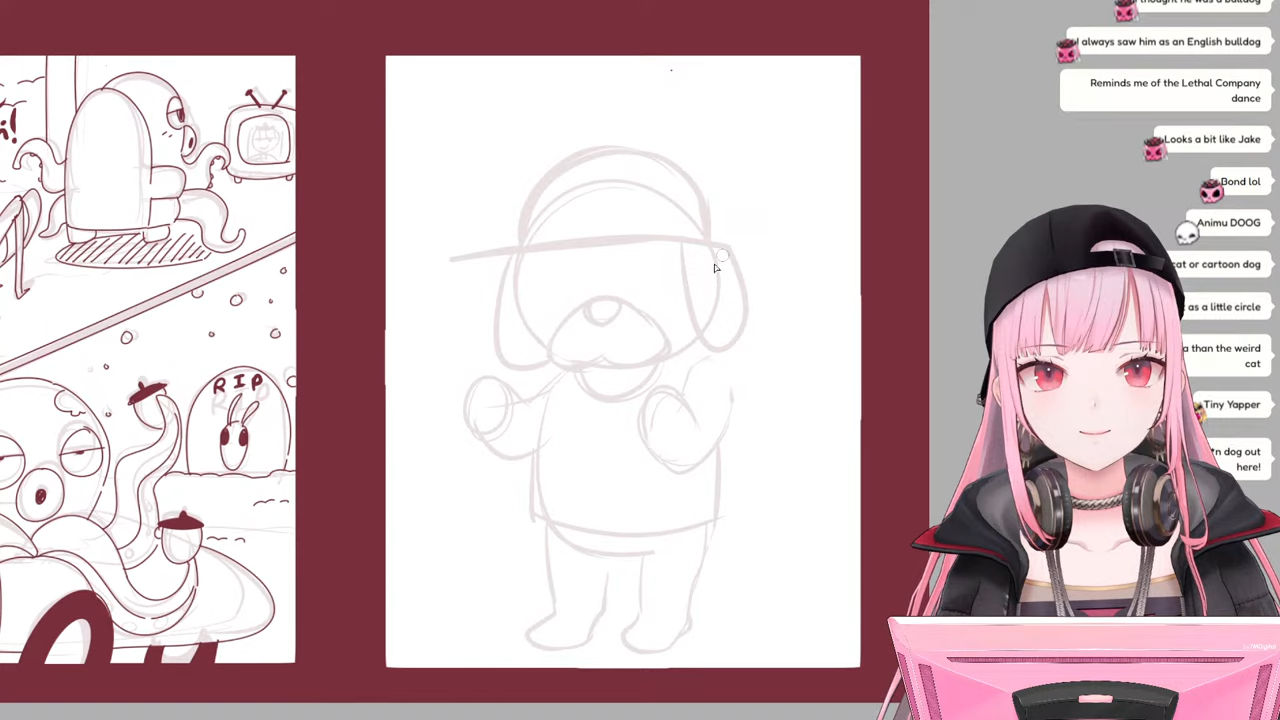 thought he was a bulldog
I always saw him as an English bulldog
Reminds me of the Lethal Company
dance
Looks a bit like Jake
Bond lol
Animu DOOG
cat or cartoon dog
as a little circle
a than the weird
cat
Tiny Yapper
dog out
here!
RIP